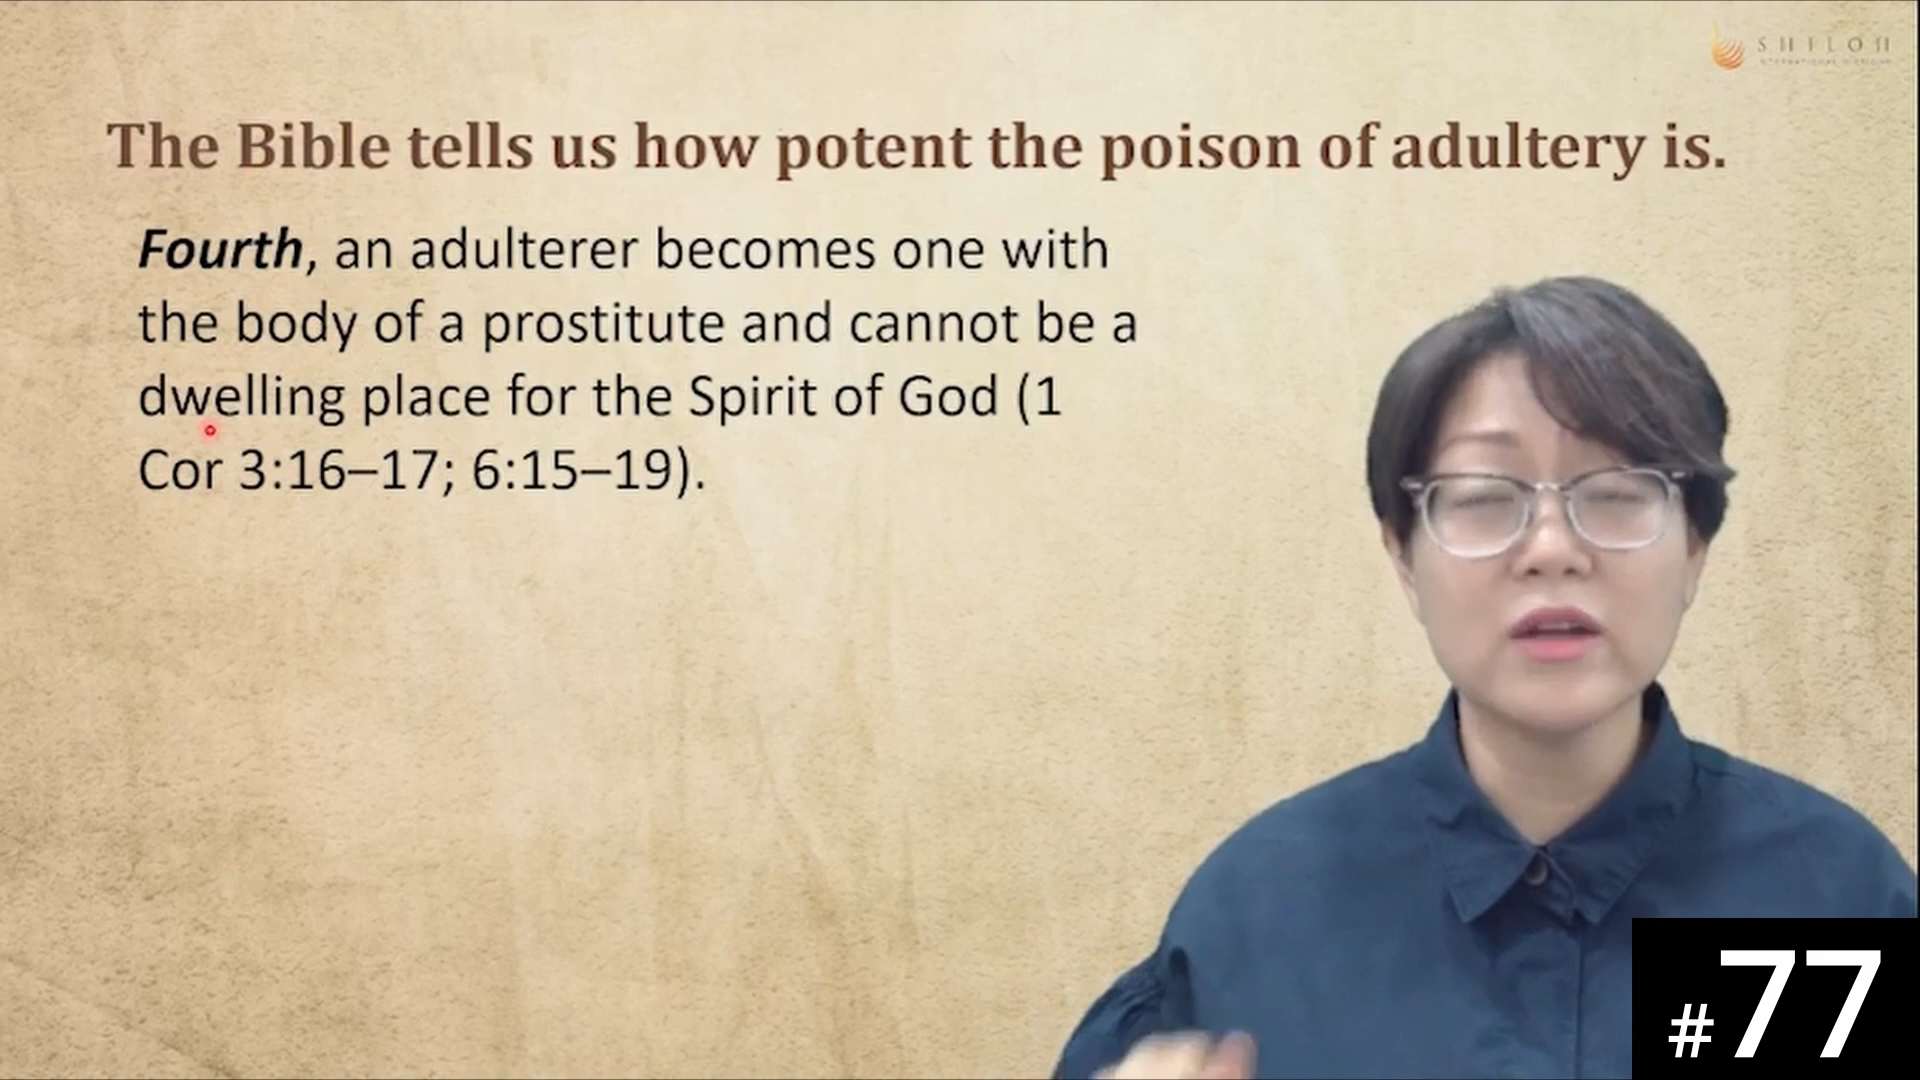 SHILOH
The Bible tells us how potent the poison of adultery is.
Fourth, an adulterer becomes one with
the body of a prostitute and cannot be a
dwelling place for the Spirit of God (1
Cor 3:16–17; 6:15–19).
#77